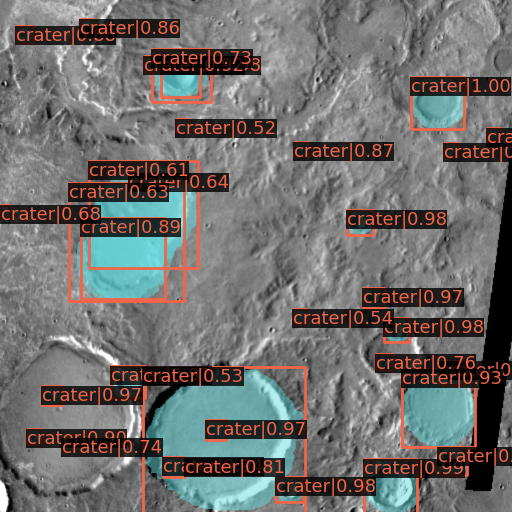 crater|0.86
crater|0.73
crater|1.00
crater|0.52
crater|0.87
crater|0.61
crater|0.64
crater|0.63
crater|0.68
crater|0.98
crater|0.89
crater|0.97
crater|0.54
crater|0.98
crater|0.76
crater|0.53
crater|0.93
crater|0.97
crater|0.97
crater|0.90
crater|0.74
crater|0.81
crater|0.99
crater|0.98